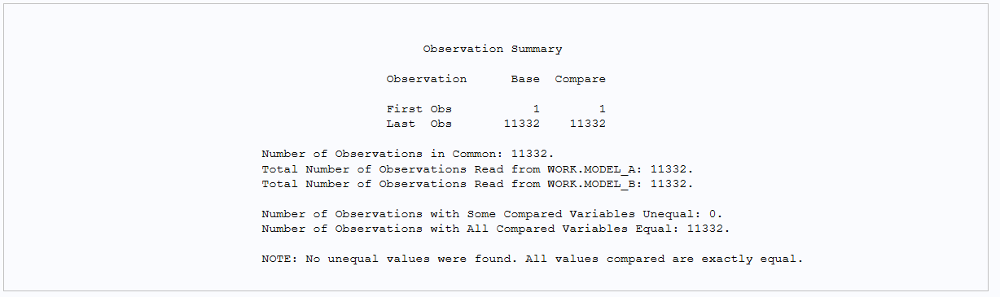 Observation Summary
Observation Base Compare
First Obs 1 1
Last Obs 11332 11332
Number of Observations in Common: 11332.
Total Number of Observations Read from WORK.MODEL_A: 11332.
Total Number of Observations Read from WORK.MODEL_B: 11332.
Number of Observations with Some Compared Variables Unequal: 0.
Number of Observations with All Compared Variables Equal: 11332.
NOTE: No unequal values were found. All values compared are exactly equal.